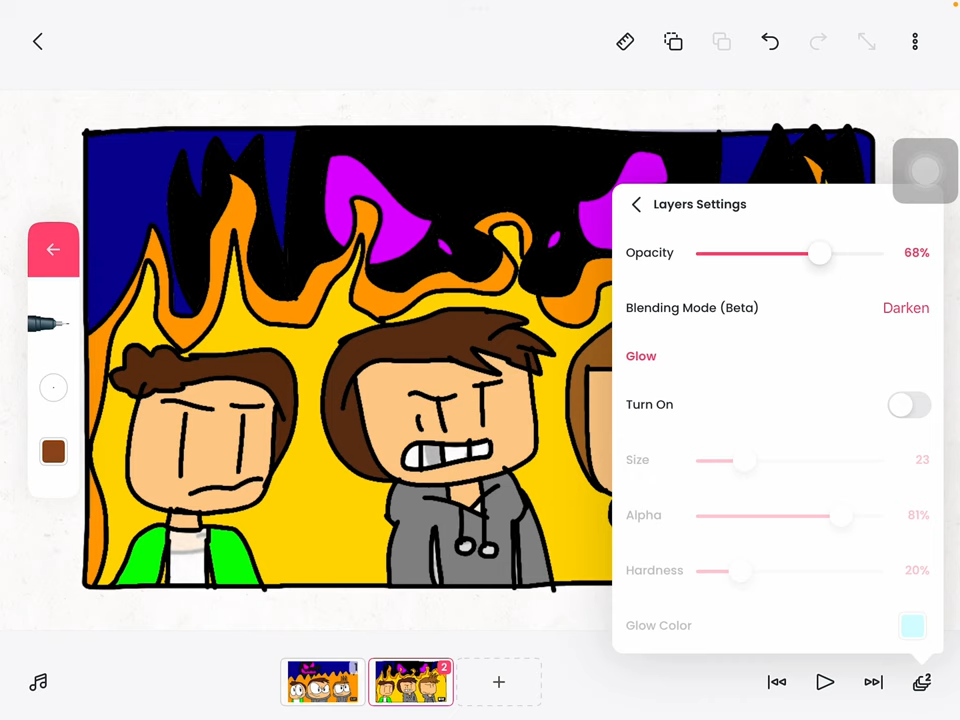 Layers Settings
Opacity 68%
Blending Mode (Beta) Darken
Glow
Turn On
Size 23
Alpha 81%
Hardness 20%
Glow Color
2
2